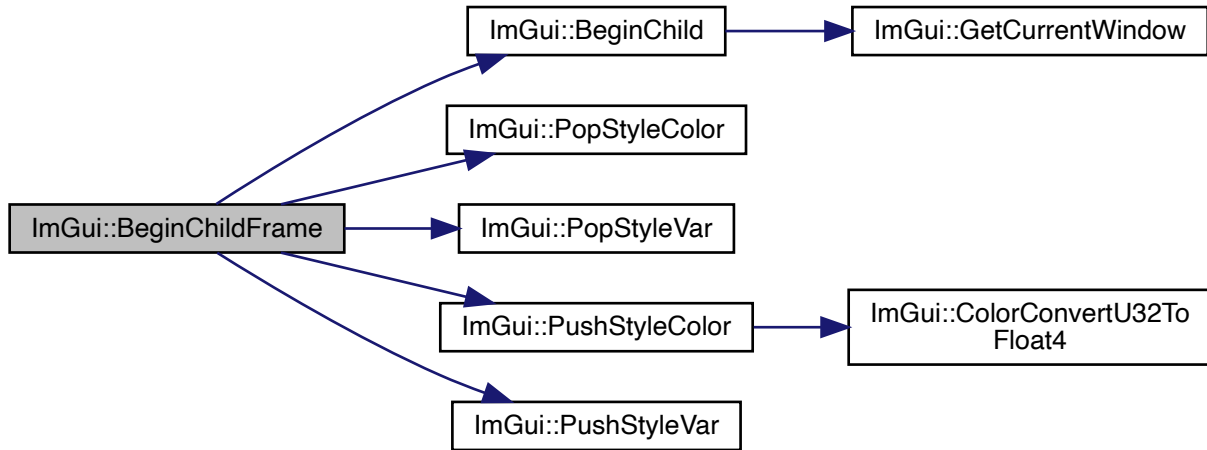 ImGui::BeginChild
ImGui::GetCurrentWindow
ImGui::PopStyleColor
ImGui::BeginChildFrame
ImGui::PopStyleVar
ImGui::PushStyleColor
ImGui::ColorConvertU32To
Float4
ImGui::PushStyleVar